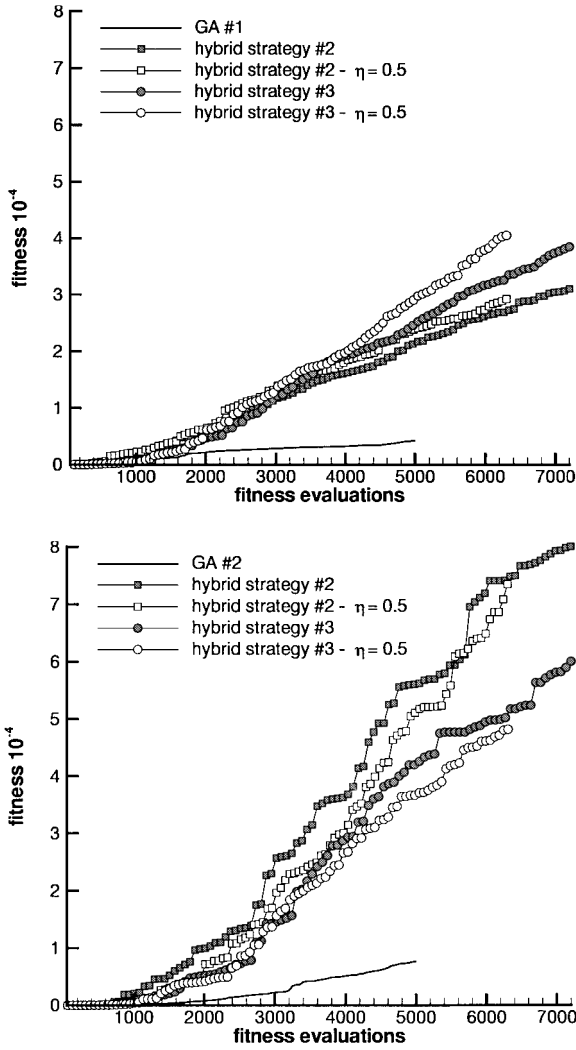 GA #1
hybrid strategy #2
hybrid strategy #2 - η = 0.5
hybrid strategy #3
hybrid strategy #3 - η = 0.5
8
7
6
5
4
3
2
1
0
fitness 10⁻⁴
1000 2000 3000 4000 5000 6000 7000
fitness evaluations
GA #2
hybrid strategy #2
hybrid strategy #2 - η = 0.5
hybrid strategy #3
hybrid strategy #3 - η = 0.5
8
7
6
5
4
3
2
1
0
fitness 10⁻⁴
1000 2000 3000 4000 5000 6000 7000
fitness evaluations